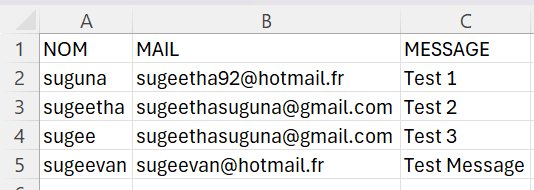 A B C
1 NOM MAIL MESSAGE
2 suguna sugeetha92@hotmail.fr Test 1
3 sugeetha sugeethasuguna@gmail.com Test 2
4 sugee sugeethasuguna@gmail.com Test 3
5 sugeevan sugeevan@hotmail.fr Test Message